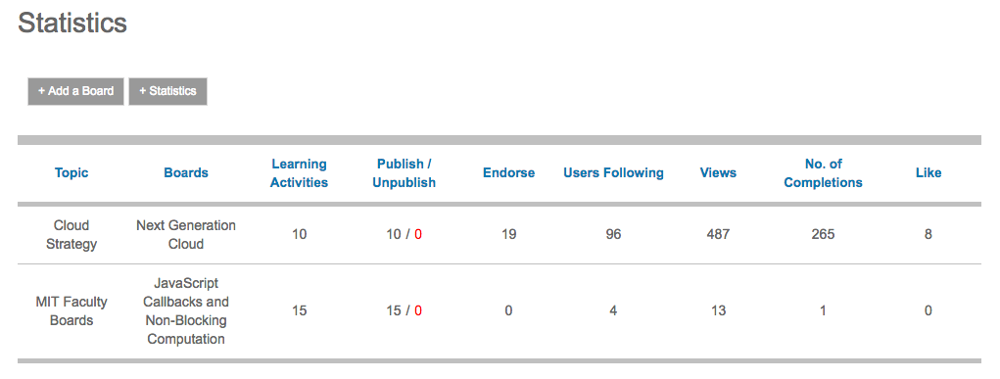 Statistics
+ Add a Board + Statistics
Topic Boards Learning Activities Publish / Unpublish Endorse Users Following Views No. of Completions Like
Cloud Strategy Next Generation Cloud 10 10 / 0 19 96 487 265 8
MIT Faculty Boards JavaScript Callbacks and Non-Blocking Computation 15 15 / 0 0 4 13 1 0